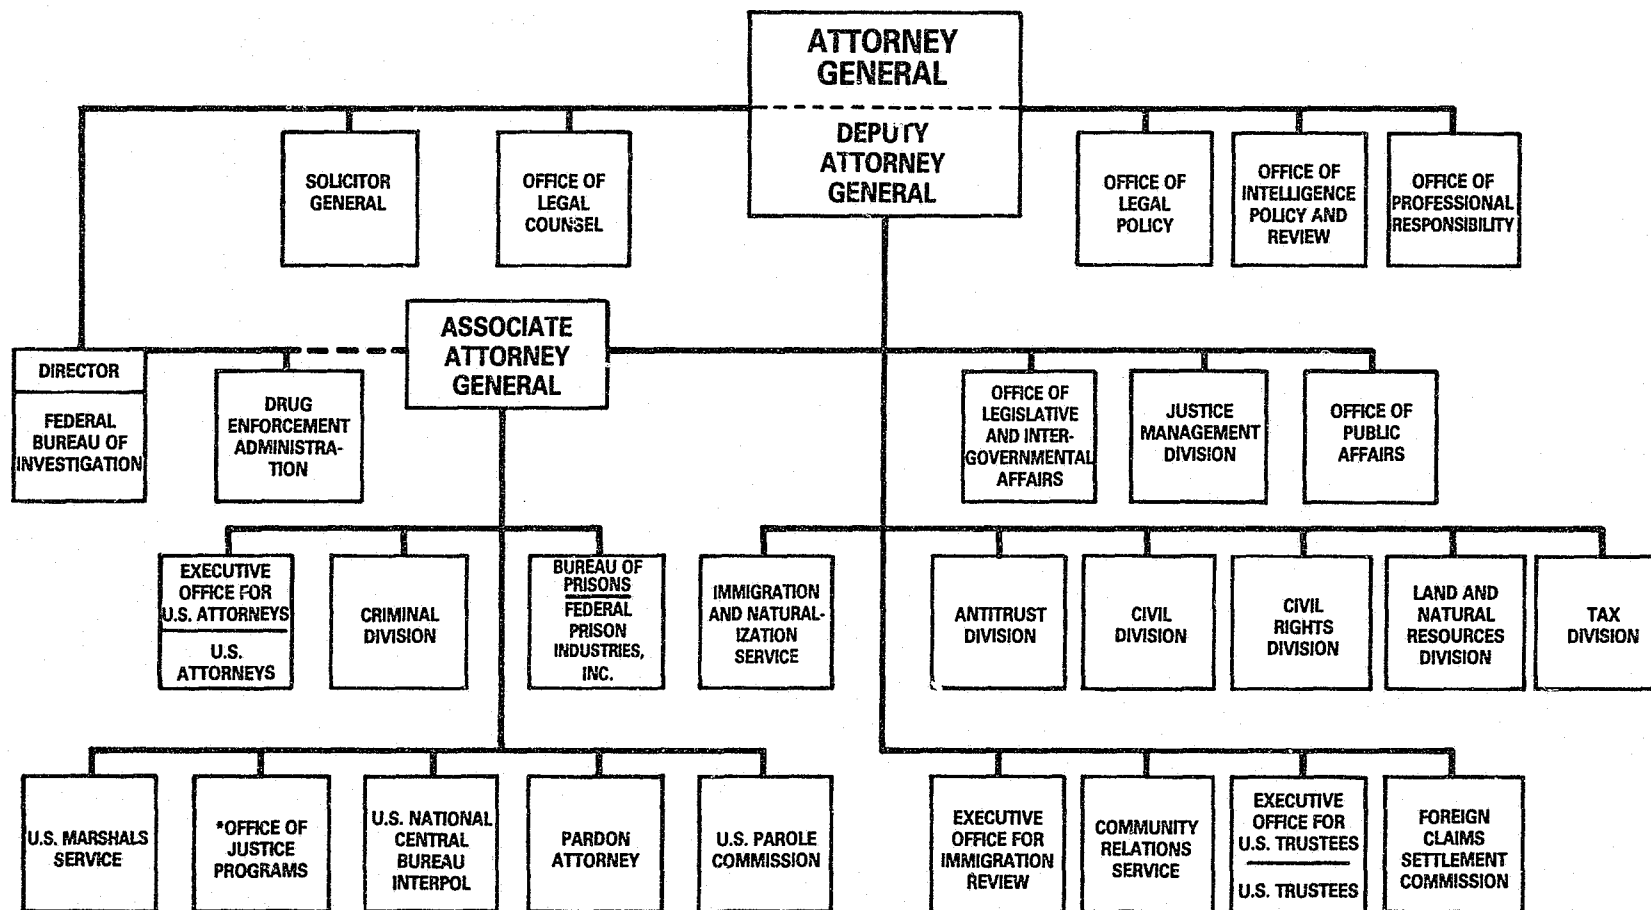 ATTORNEY
GENERAL
DEPUTY
ATTORNEY
GENERAL
SOLICITOR
GENERAL
OFFICE OF
LEGAL
COUNSEL
OFFICE OF
LEGAL
POLICY
OFFICE OF
INTELLIGENCE
POLICY AND
REVIEW
OFFICE OF
PROFESSIONAL
RESPONSIBILITY
ASSOCIATE
ATTORNEY
GENERAL
DIRECTOR
FEDERAL
BUREAU OF
INVESTIGATION
DRUG
ENFORCEMENT
ADMINISTRA-
TION
OFFICE OF
LEGISLATIVE
AND INTER-
GOVERNMENTAL
AFFAIRS
JUSTICE
MANAGEMENT
DIVISION
OFFICE OF
PUBLIC
AFFAIRS
EXECUTIVE
OFFICE FOR
U.S. ATTORNEYS
U.S.
ATTORNEYS
CRIMINAL
DIVISION
BUREAU OF
PRISONS
FEDERAL
PRISON
INDUSTRIES,
INC.
IMMIGRATION
AND NATURAL-
IZATION
SERVICE
ANTITRUST
DIVISION
CIVIL
DIVISION
CIVIL
RIGHTS
DIVISION
LAND AND
NATURAL
RESOURCES
DIVISION
TAX
DIVISION
U.S. MARSHALS
SERVICE
*OFFICE OF
JUSTICE
PROGRAMS
U.S. NATIONAL
CENTRAL
BUREAU
INTERPOL
PARDON
ATTORNEY
U.S. PAROLE
COMMISSION
EXECUTIVE
OFFICE FOR
IMMIGRATION
REVIEW
COMMUNITY
RELATIONS
SERVICE
EXECUTIVE
OFFICE FOR
U.S. TRUSTEES
U.S. TRUSTEES
FOREIGN
CLAIMS
SETTLEMENT
COMMISSION